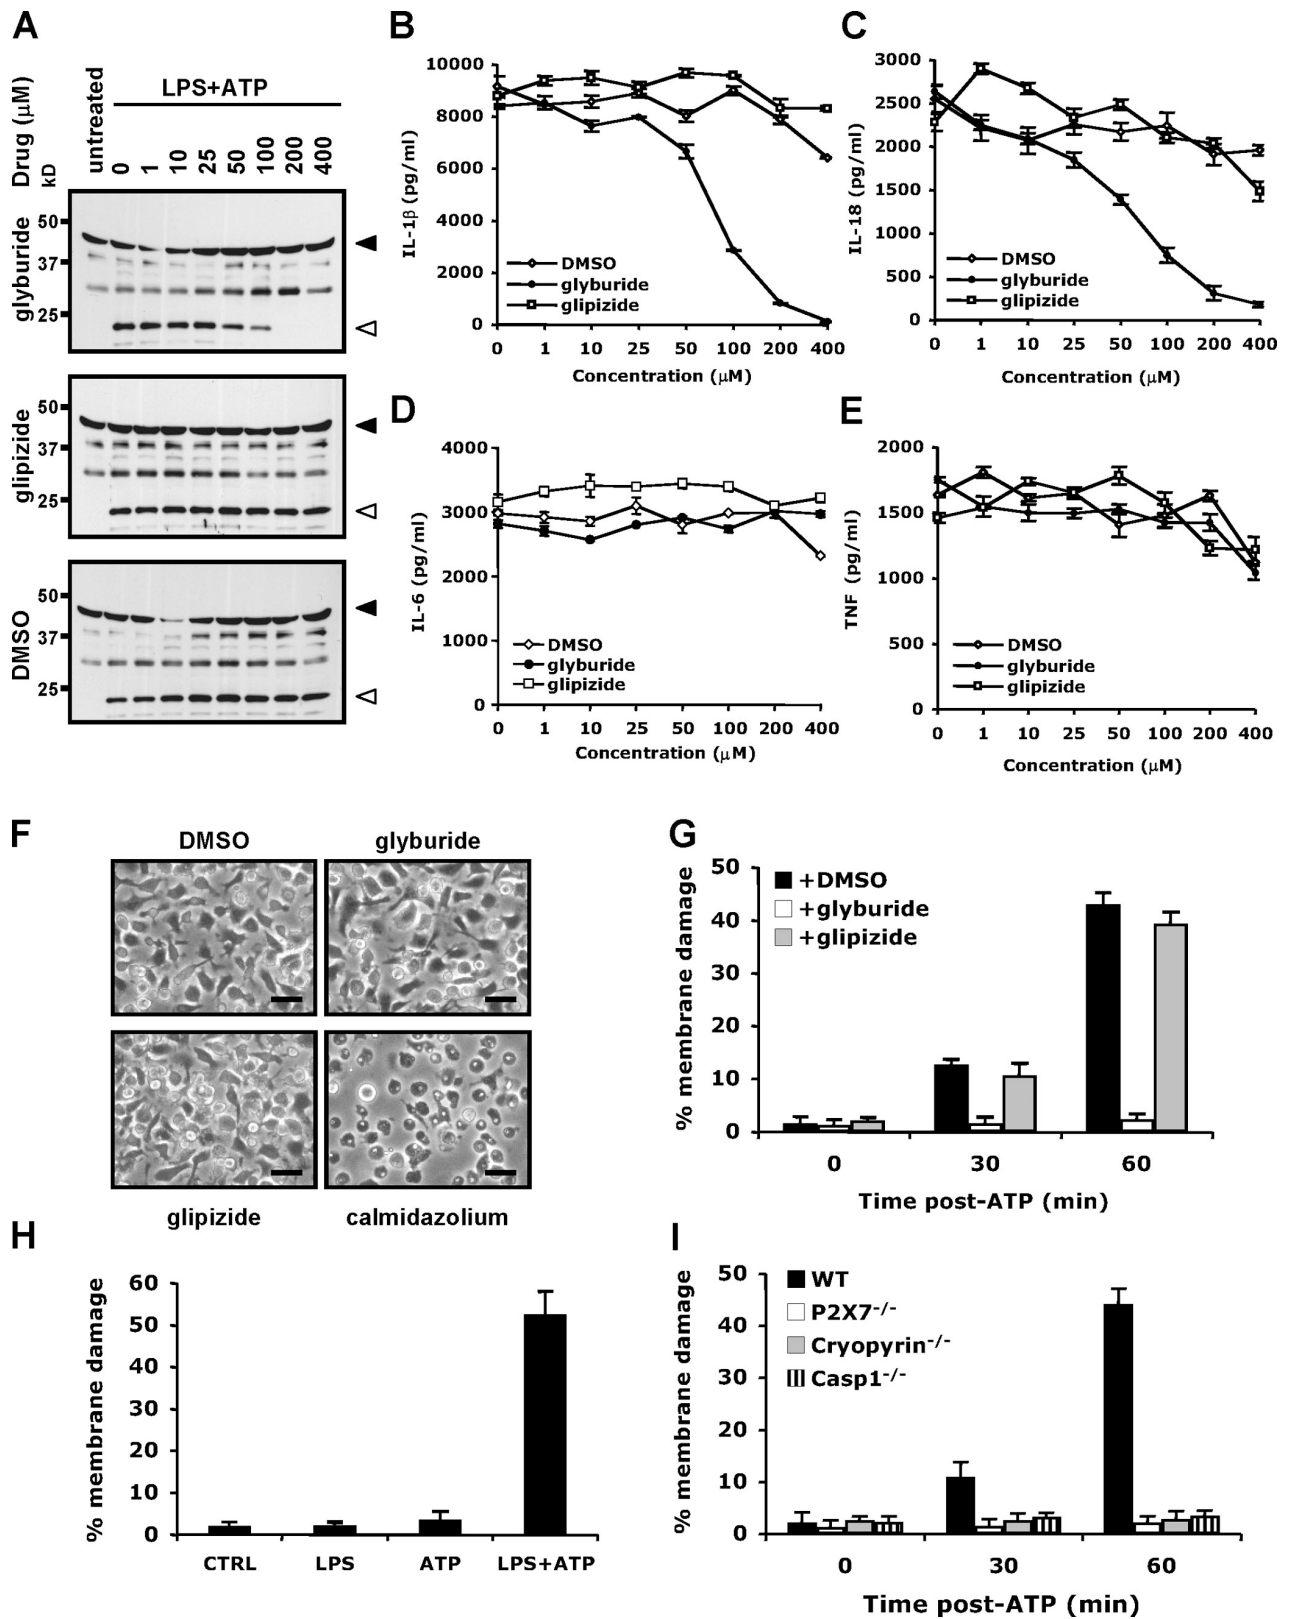 A
Drug (µM)
untreated
LPS+ATP
0 1 10 25 50 100 200 400
kD
glyburide
50
37
25
glipizide
50
37
25
DMSO
50
37
25
B
IL-1β (pg/ml)
10000
8000
6000
4000
2000
0
DMSO
glyburide
glipizide
0 1 10 25 50 100 200 400
Concentration (µM)
C
IL-18 (pg/ml)
3000
2500
2000
1500
1000
500
0
DMSO
glyburide
glipizide
0 1 10 25 50 100 200 400
Concentration (µM)
D
IL-6 (pg/ml)
4000
3000
2000
1000
0
DMSO
glyburide
glipizide
0 1 10 25 50 100 200 400
Concentration (µM)
E
TNF (pg/ml)
2000
1500
1000
500
0
DMSO
glyburide
glipizide
0 1 10 25 50 100 200 400
Concentration (µM)
F
DMSO glyburide
glipizide calmidazolium
G
% membrane damage
50
40
30
20
10
0
+DMSO
+glyburide
+glipizide
0 30 60
Time post-ATP (min)
H
% membrane damage
60
50
40
30
20
10
0
CTRL LPS ATP LPS+ATP
I
% membrane damage
50
40
30
20
10
0
WT
P2X7-/-
Cryopyrin-/-
Casp1-/-
0 30 60
Time post-ATP (min)